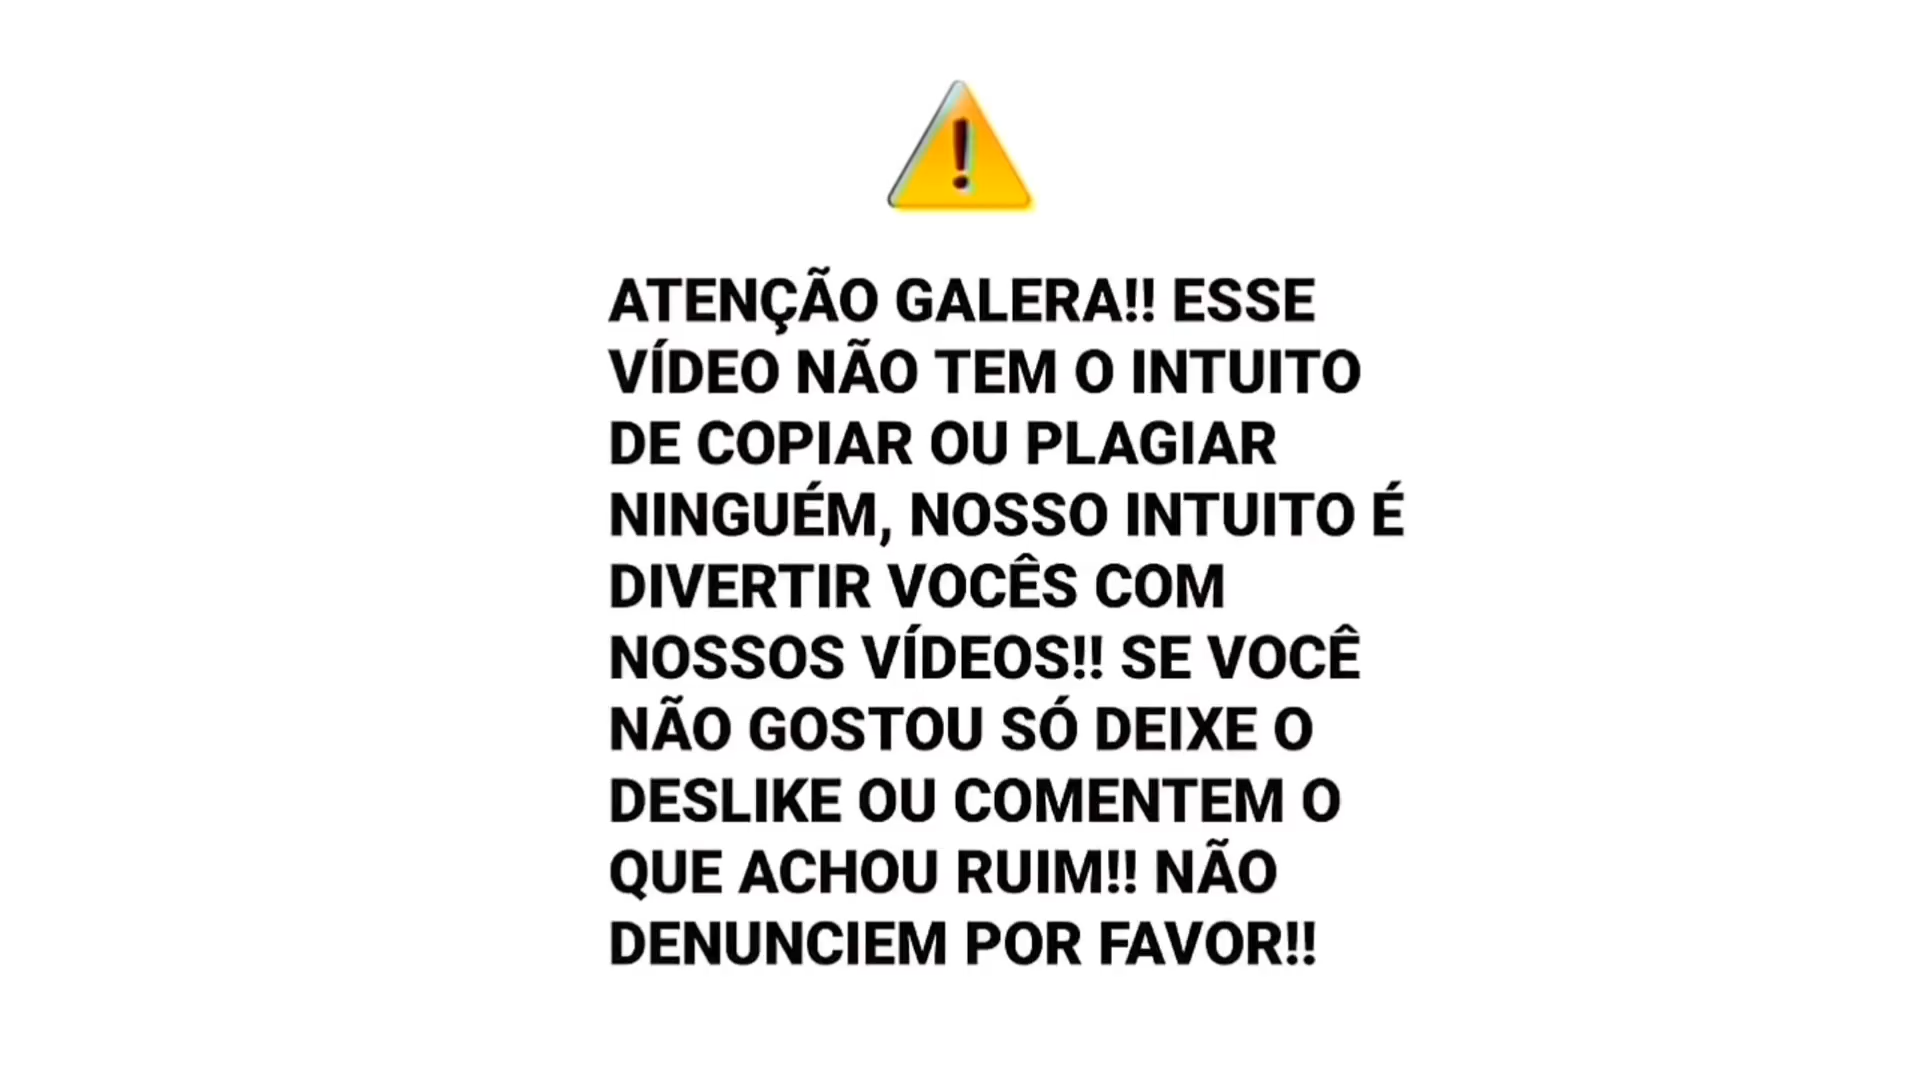 ATENÇÃO GALERA!! ESSE
VÍDEO NÃO TEM O INTUITO
DE COPIAR OU PLAGIAR
NINGUÉM, NOSSO INTUITO É
DIVERTIR VOCÊS COM
NOSSOS VÍDEOS!! SE VOCÊ
NÃO GOSTOU SÓ DEIXE O
DESLIKE OU COMENTEM O
QUE ACHOU RUIM!! NÃO
DENUNCIEM POR FAVOR!!